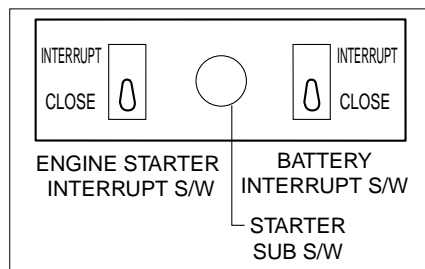 INTERRUPT
CLOSE
INTERRUPT
CLOSE
ENGINE STARTER
INTERRUPT S/W
BATTERY
INTERRUPT S/W
STARTER
SUB S/W